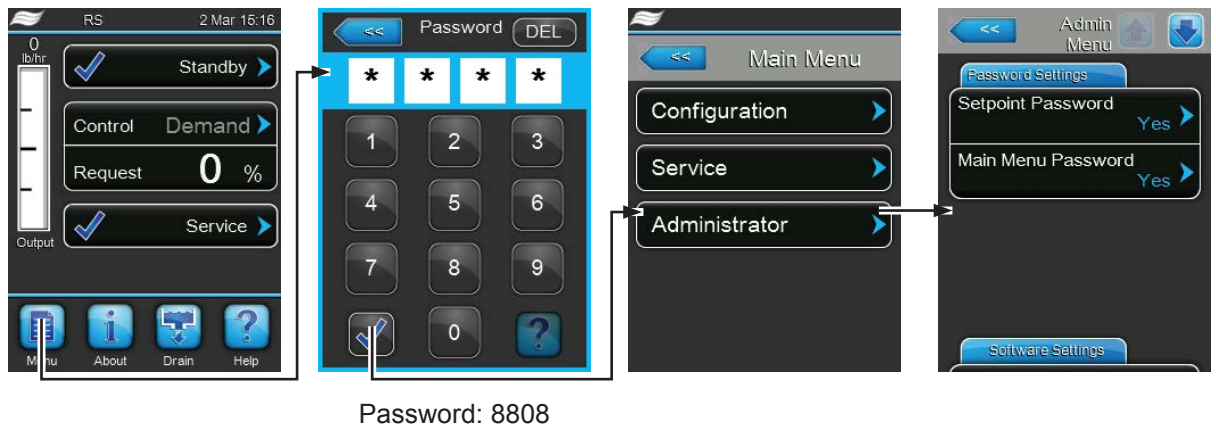 RS 2 Mar 15:16
0
lb/hr
Standby
Control Demand
Request 0 %
Service
Output
Menu About Drain Help
<< Password DEL
* * * *
1 2 3
4 5 6
7 8 9
0 ?
Password: 8808
<< Main Menu
Configuration
Service
Administrator
<< Admin
Menu
Password Settings
Setpoint Password
Yes
Main Menu Password
Yes
Software Settings